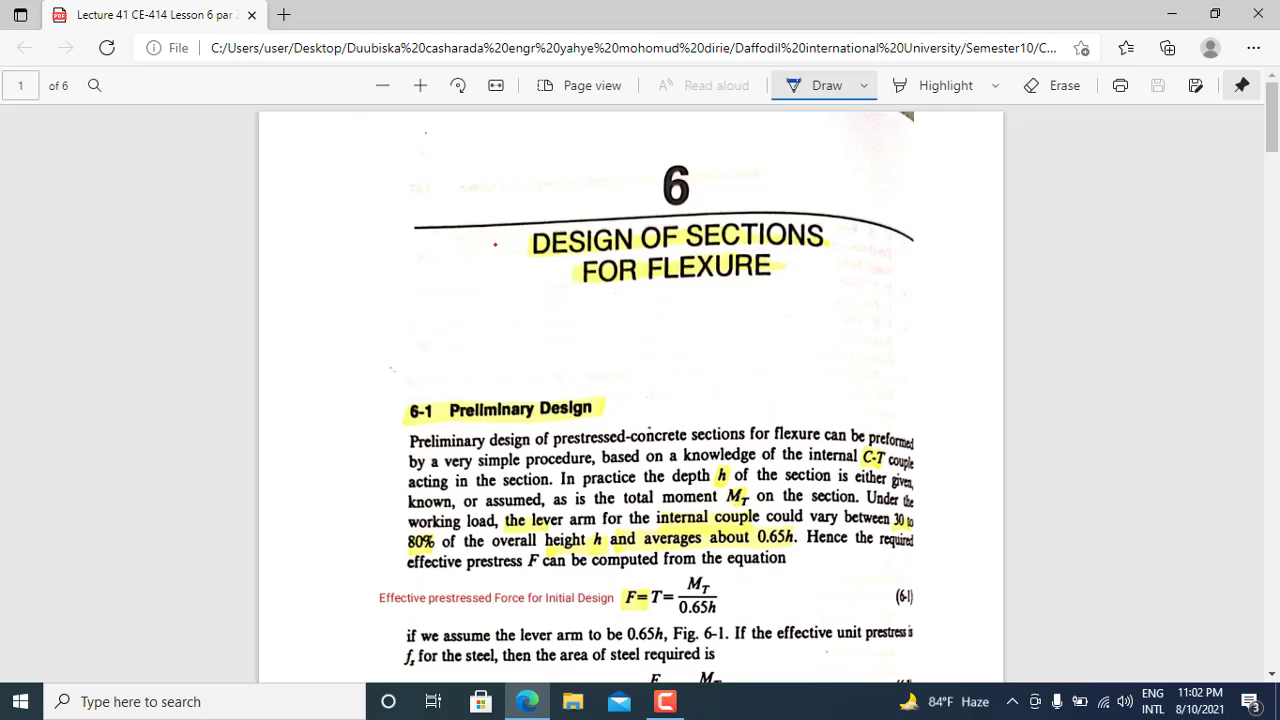 Lecture 41 CE-414 Lesson 6 par 2
File C:/Users/user/Desktop/Duubiska%20casharada%20engr%20yahye%20mohomud%20dirie/Daffodil%20international%20University/Semester10/C...
1 of 6 Page view Read aloud Draw Highlight Erase
6
DESIGN OF SECTIONS
FOR FLEXURE
6-1 Preliminary Design
Preliminary design of prestressed-concrete sections for flexure can be preformed
by a very simple procedure, based on a knowledge of the internal C-T couple
acting in the section. In practice the depth h of the section is either given,
known, or assumed, as is the total moment M_T on the section. Under the
working load, the lever arm for the internal couple could vary between 30 to
80% of the overall height h and averages about 0.65h. Hence the required
effective prestress F can be computed from the equation
Effective prestressed Force for Initial Design F = T = M_T / 0.65h (6-1)
if we assume the lever arm to be 0.65h, Fig. 6-1. If the effective unit prestress is
f_s for the steel, then the area of steel required is
F M_T
Type here to search 84°F Haze ENG 11:02 PM
INTL 8/10/2021 3